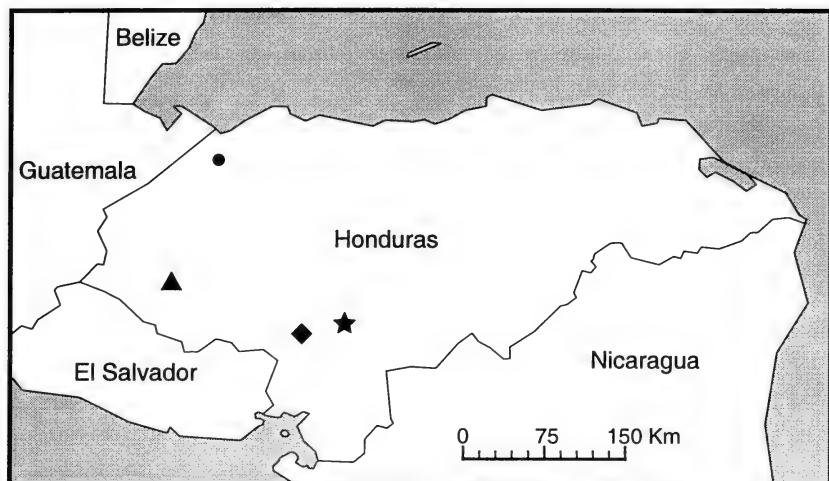 Belize
Guatemala
Honduras
El Salvador
Nicaragua
0 75 150 Km